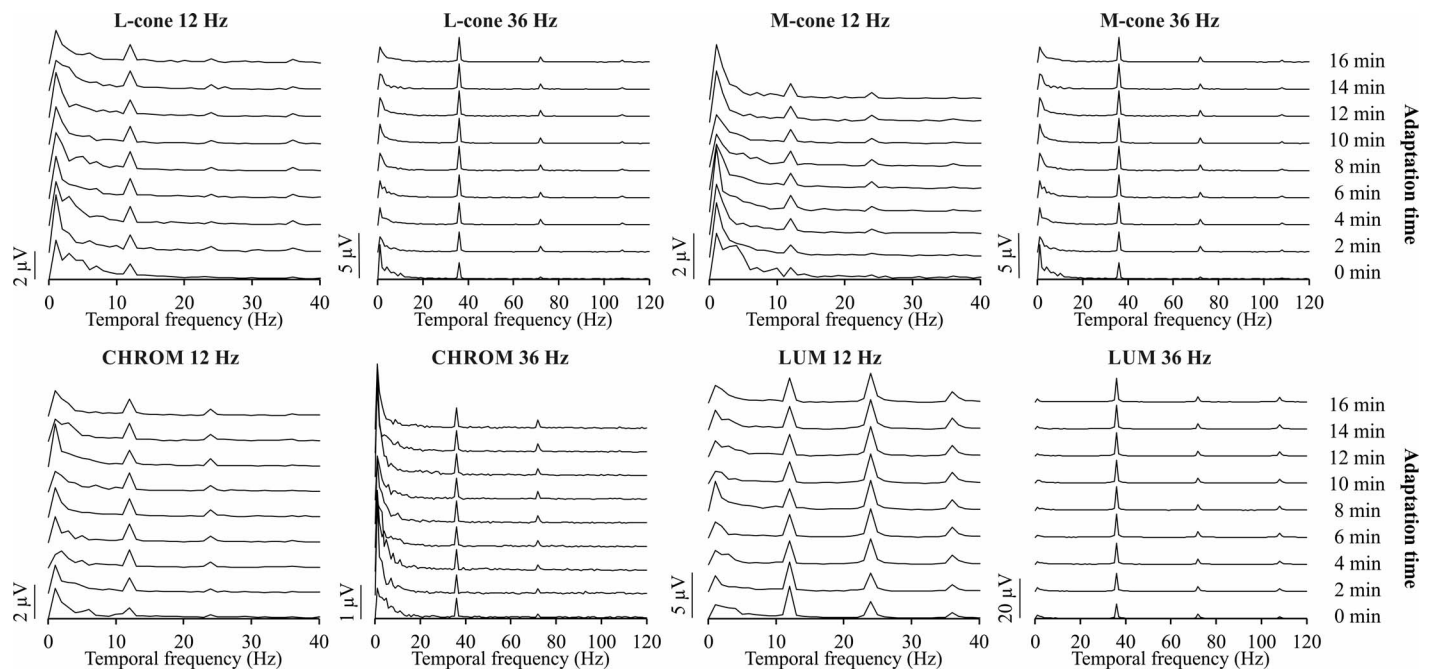 L-cone 12 Hz L-cone 36 Hz M-cone 12 Hz M-cone 36 Hz
16 min
14 min
12 min
10 min
8 min
6 min
4 min
2 min
0 min
Adaptation time
2 µV 5 µV 2 µV 5 µV
0 10 20 30 40 0 20 40 60 80 100 120 0 10 20 30 40 0 20 40 60 80 100 120
Temporal frequency (Hz) Temporal frequency (Hz) Temporal frequency (Hz) Temporal frequency (Hz)
CHROM 12 Hz CHROM 36 Hz LUM 12 Hz LUM 36 Hz
16 min
14 min
12 min
10 min
8 min
6 min
4 min
2 min
0 min
Adaptation time
2 µV 1 µV 5 µV 20 µV
0 10 20 30 40 0 20 40 60 80 100 120 0 10 20 30 40 0 20 40 60 80 100 120
Temporal frequency (Hz) Temporal frequency (Hz) Temporal frequency (Hz) Temporal frequency (Hz)